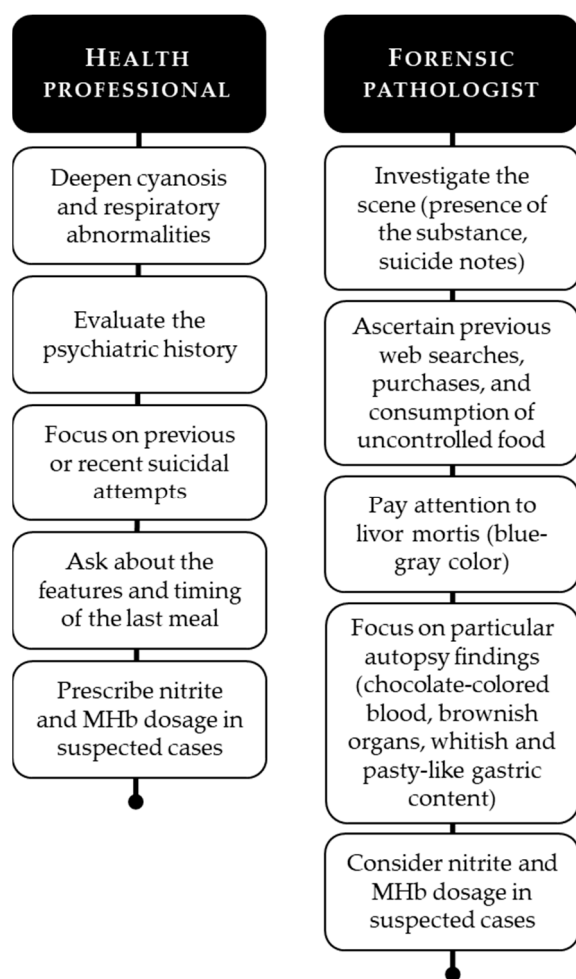 HEALTH
PROFESSIONAL
Deepen cyanosis
and respiratory
abnormalities
Evaluate the
psychiatric history
Focus on previous
or recent suicidal
attempts
Ask about the
features and timing
of the last meal
Prescribe nitrite
and MHb dosage in
suspected cases
FORENSIC
PATHOLOGIST
Investigate the
scene (presence of
the substance,
suicide notes)
Ascertain previous
web searches,
purchases, and
consumption of
uncontrolled food
Pay attention to
livor mortis (blue-
gray color)
Focus on particular
autopsy findings
(chocolate-colored
blood, brownish
organs, whitish and
pasty-like gastric
content)
Consider nitrite and
MHb dosage in
suspected cases